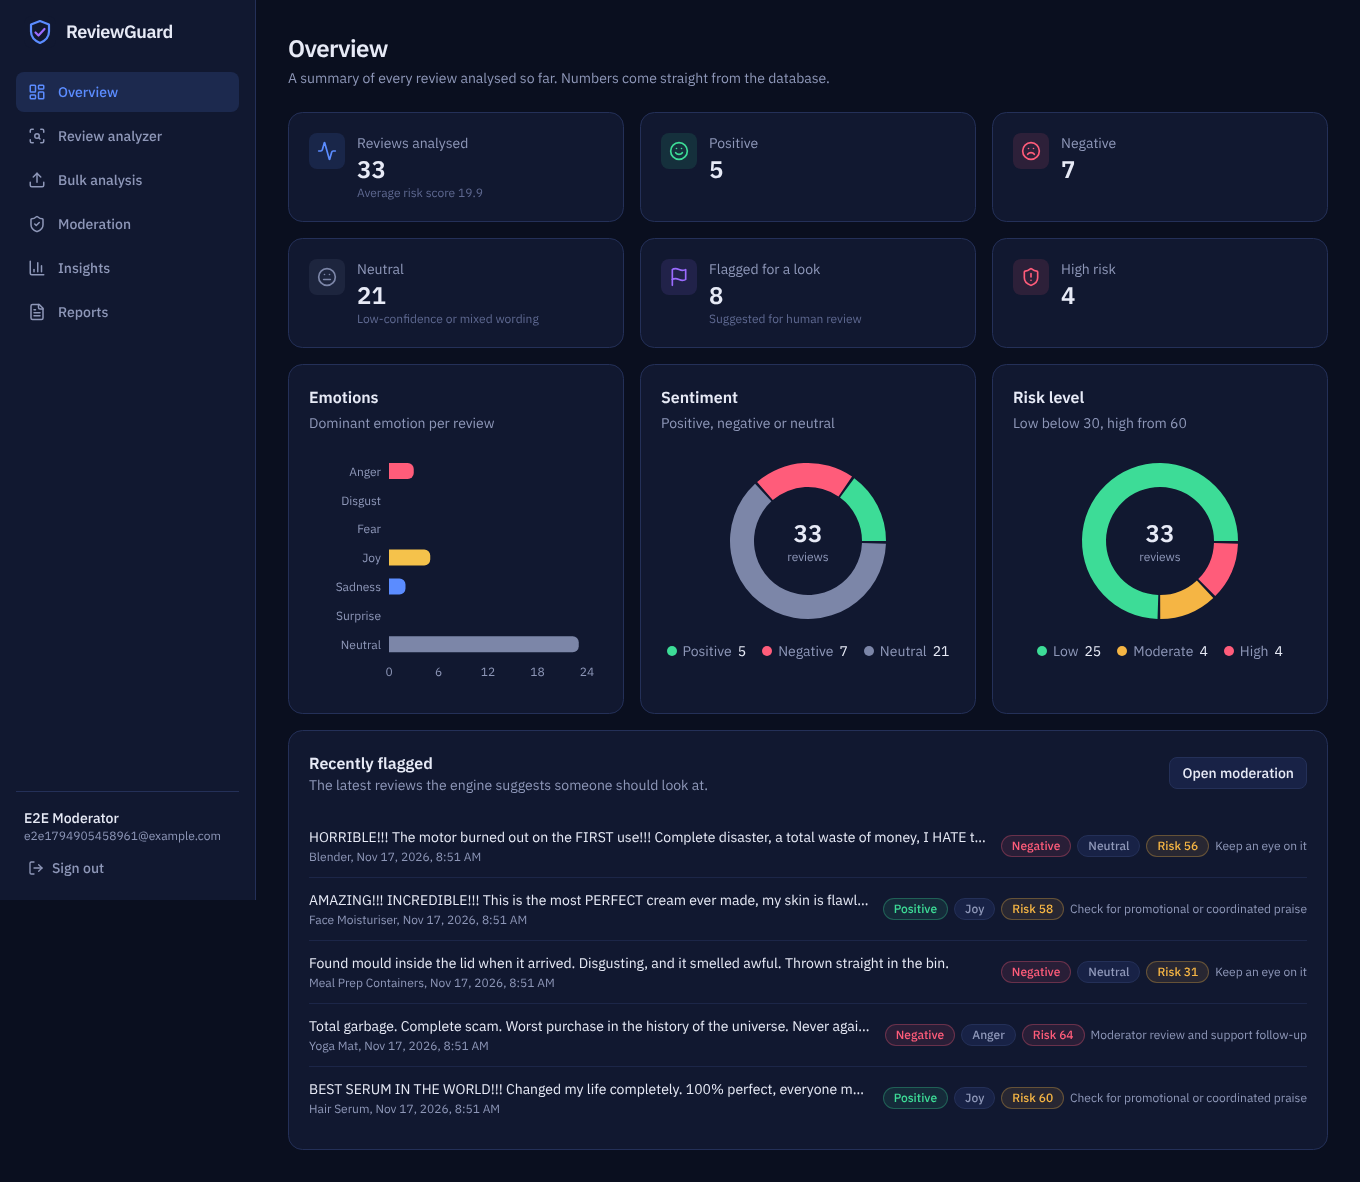 ReviewGuard
Overview
Review analyzer
Bulk analysis
Moderation
Insights
Reports
E2E Moderator
e2e1794905458961@example.com
Sign out
Overview
A summary of every review analysed so far. Numbers come straight from the database.
Reviews analysed
33
Average risk score 19.9
Positive
5
Negative
7
Neutral
21
Low-confidence or mixed wording
Flagged for a look
8
Suggested for human review
High risk
4
Emotions
Dominant emotion per review
Anger
Disgust
Fear
Joy
Sadness
Surprise
Neutral
0 6 12 18 24
Sentiment
Positive, negative or neutral
33
reviews
Positive 5 Negative 7 Neutral 21
Risk level
Low below 30, high from 60
33
reviews
Low 25 Moderate 4 High 4
Recently flagged
The latest reviews the engine suggests someone should look at.
Open moderation
HORRIBLE!!! The motor burned out on the FIRST use!!! Complete disaster, a total waste of money, I HATE t...
Blender, Nov 17, 2026, 8:51 AM
Negative Neutral Risk 56 Keep an eye on it
AMAZING!!! INCREDIBLE!!! This is the most PERFECT cream ever made, my skin is flawl...
Face Moisturiser, Nov 17, 2026, 8:51 AM
Positive Joy Risk 58 Check for promotional or coordinated praise
Found mould inside the lid when it arrived. Disgusting, and it smelled awful. Thrown straight in the bin.
Meal Prep Containers, Nov 17, 2026, 8:51 AM
Negative Neutral Risk 31 Keep an eye on it
Total garbage. Complete scam. Worst purchase in the history of the universe. Never agai...
Yoga Mat, Nov 17, 2026, 8:51 AM
Negative Anger Risk 64 Moderator review and support follow-up
BEST SERUM IN THE WORLD!!! Changed my life completely. 100% perfect, everyone m...
Hair Serum, Nov 17, 2026, 8:51 AM
Positive Joy Risk 60 Check for promotional or coordinated praise